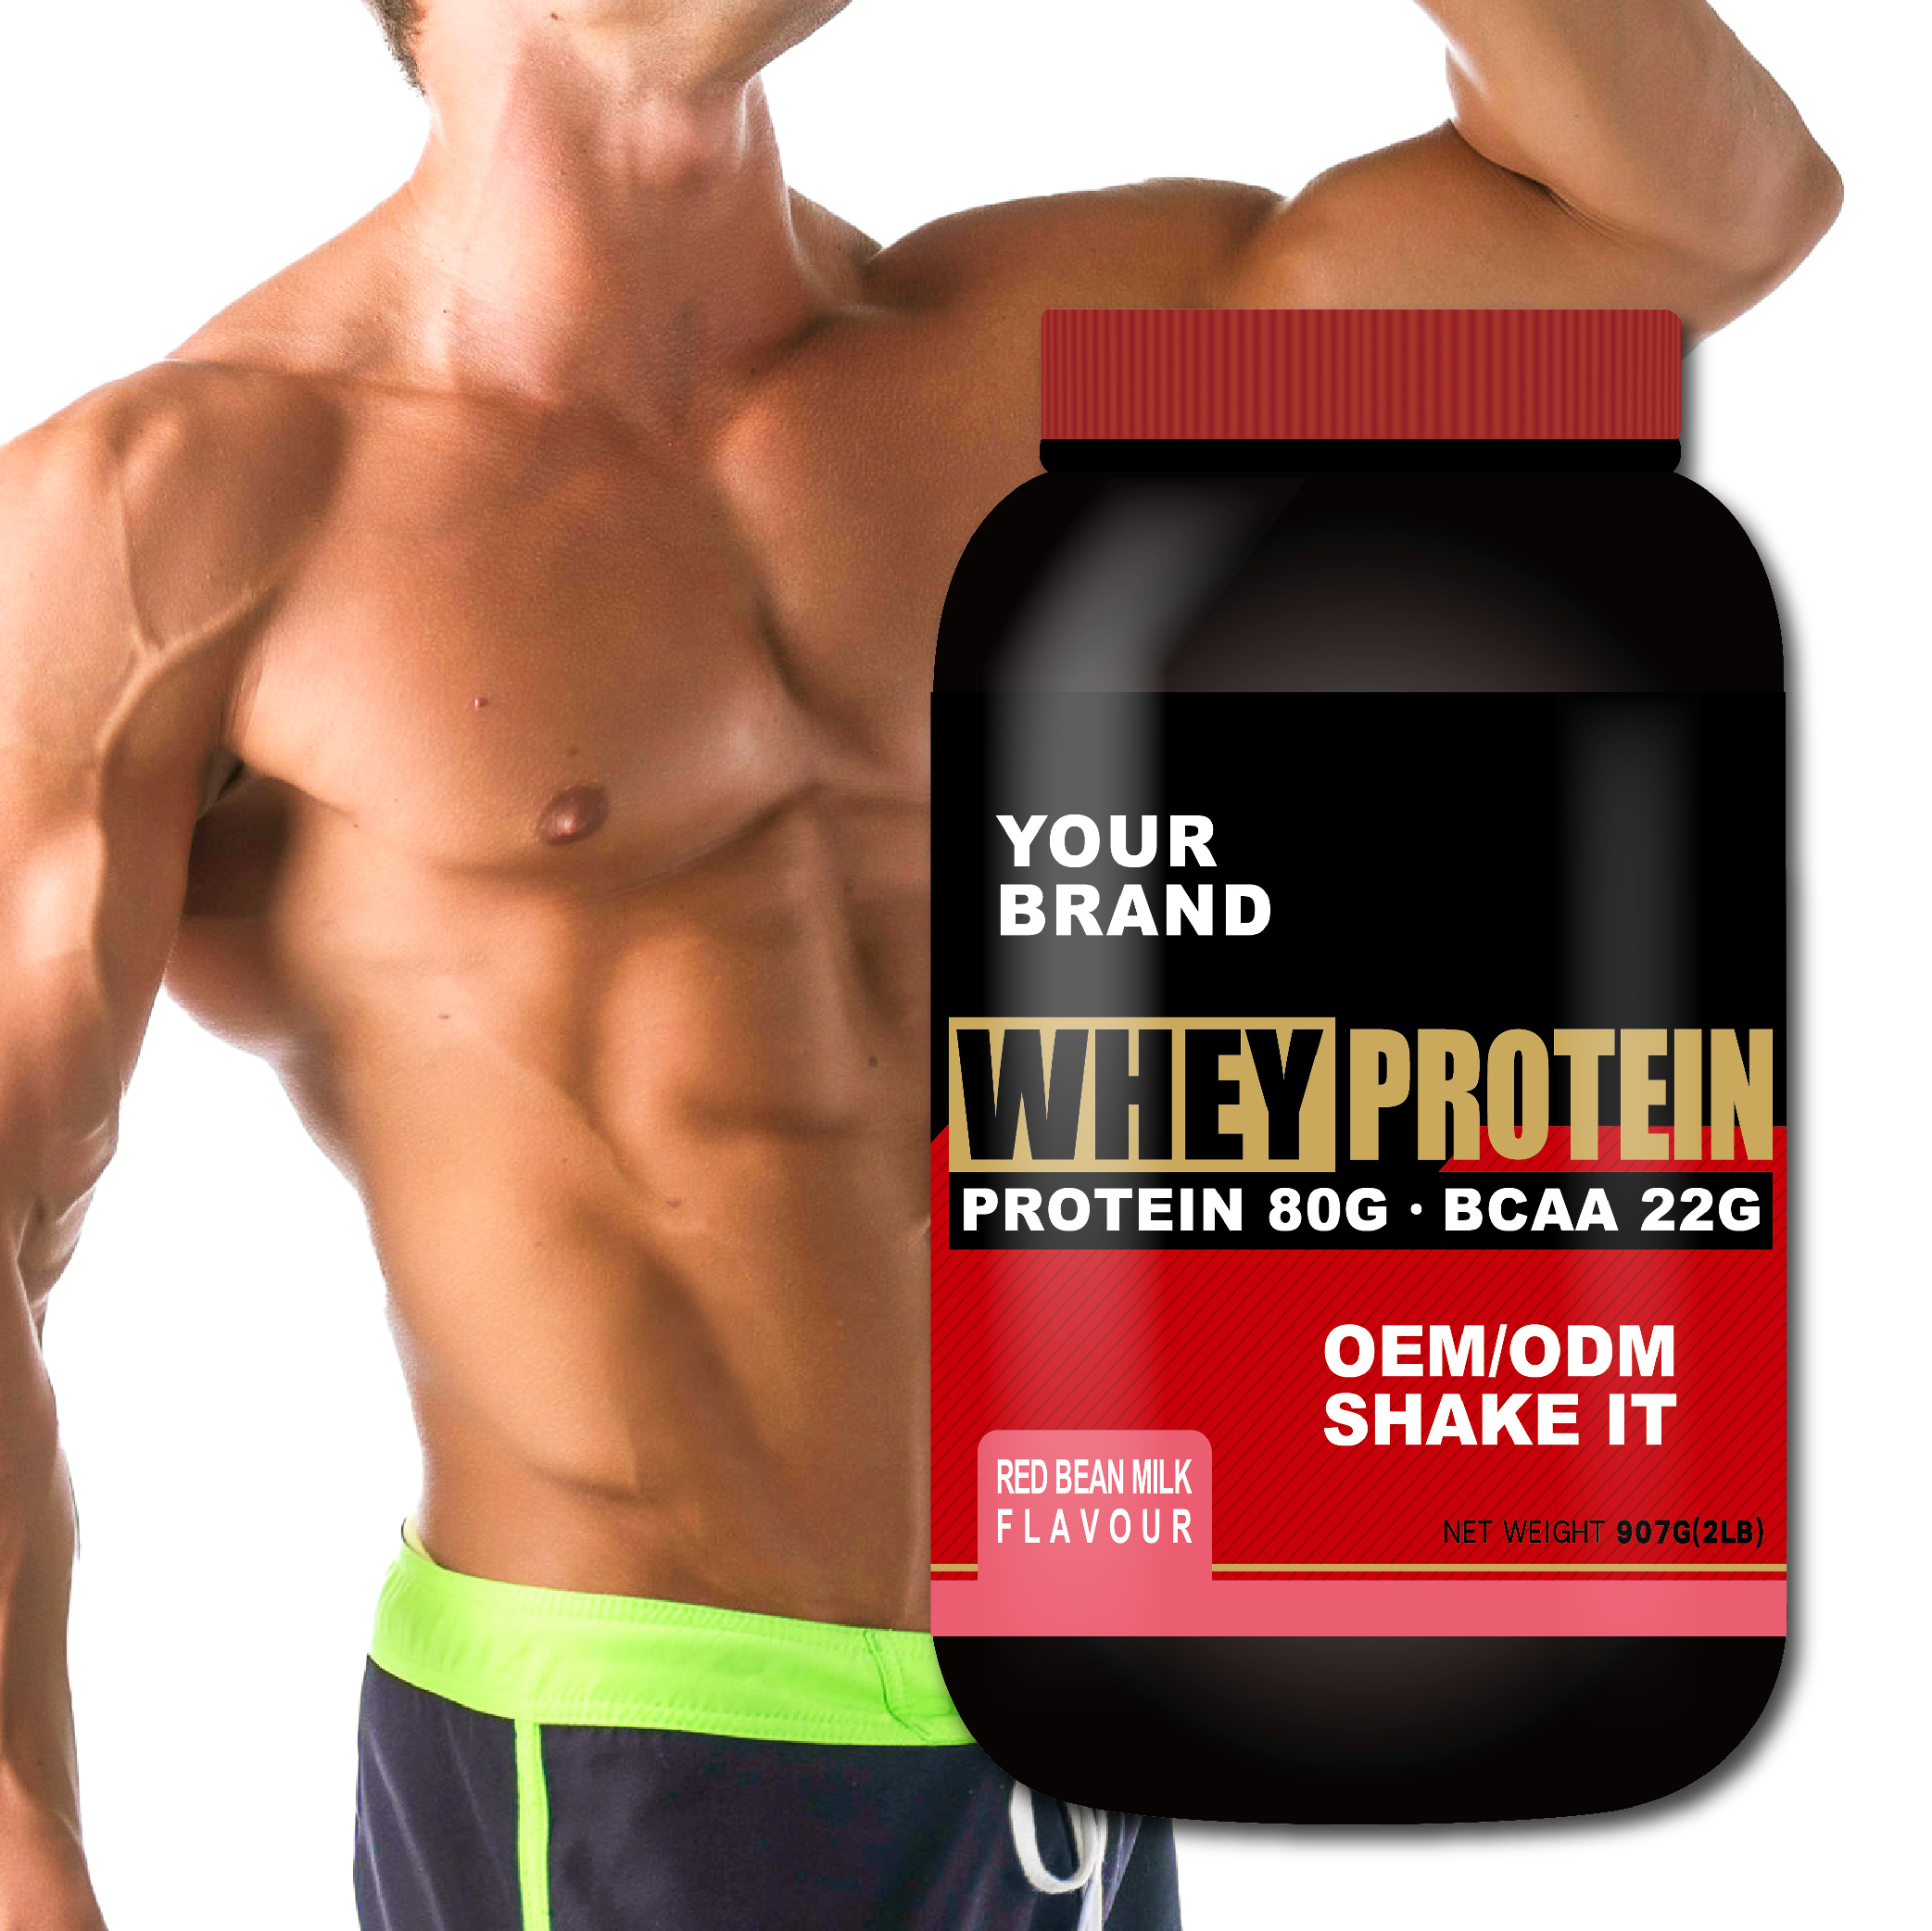 YOUR
BRAND
WHEY PROTEIN
PROTEIN 80G · BCAA 22G
OEM/ODM
SHAKE IT
RED BEAN MILK
FLAVOUR
NET WEIGHT 907G(2LB)